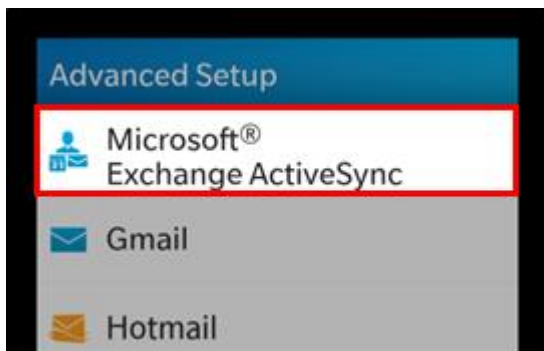 Advanced Setup
Microsoft®
Exchange ActiveSync
Gmail
Hotmail